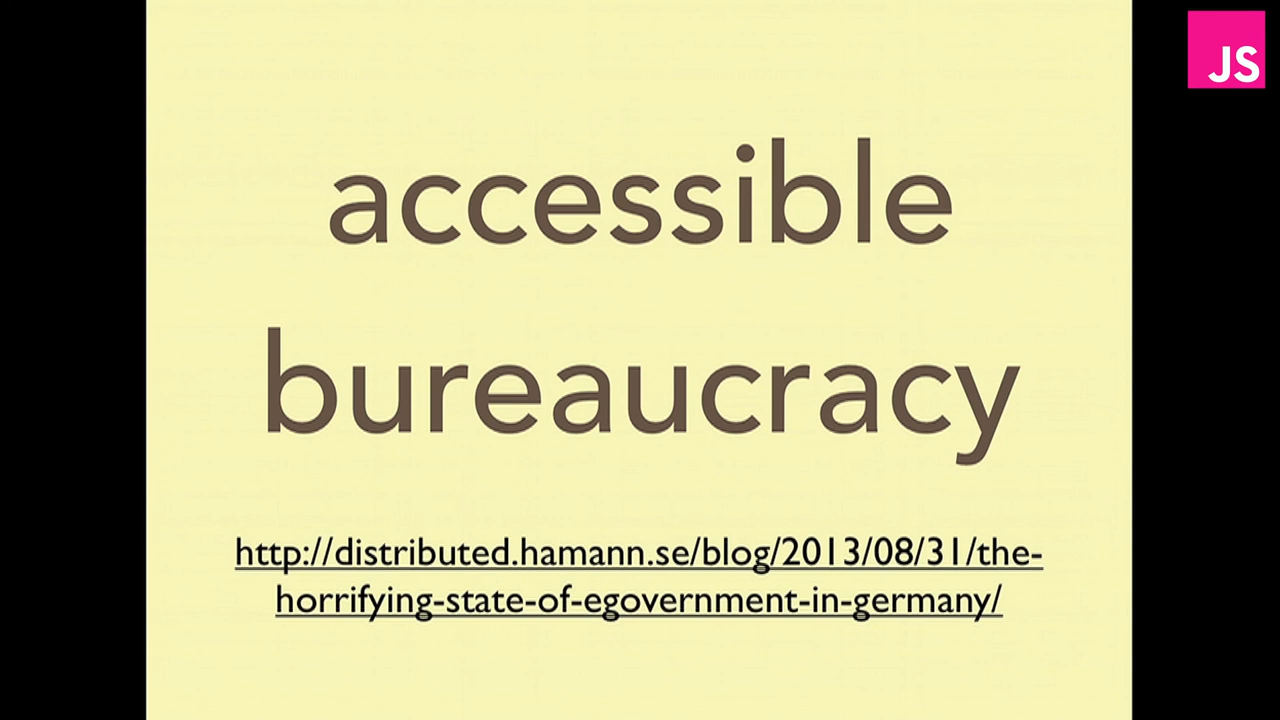 JS
accessible
bureaucracy
http://distributed.hamann.se/blog/2013/08/31/the-
horrifying-state-of-egovernment-in-germany/